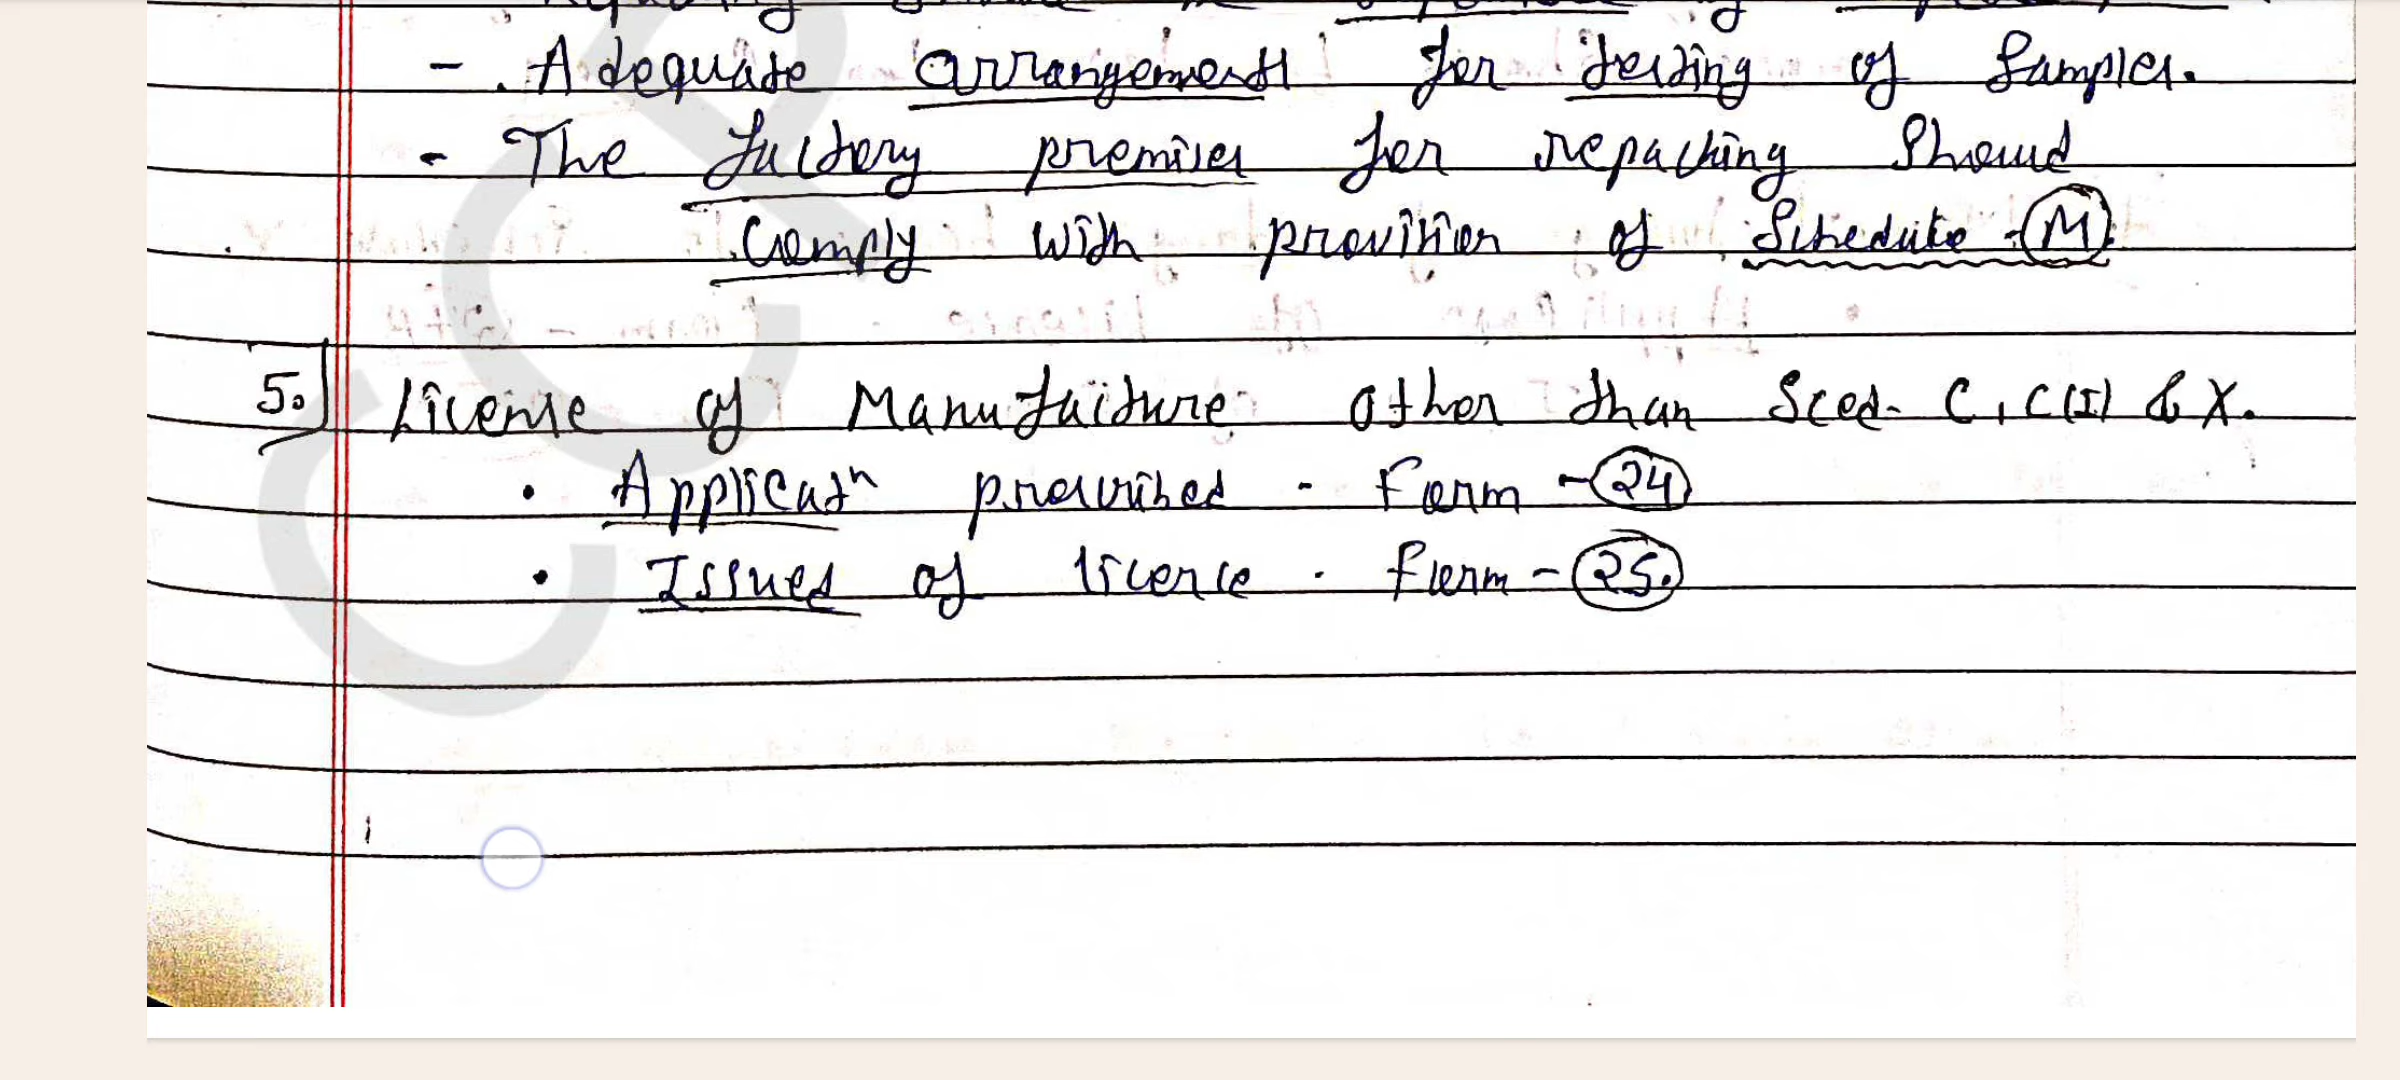 - Adequate arrangements for testing of Samples.
- The factory premises for repacking Should
Comply with provision of Schedule - M.
5. License of Manufacture other than Sced. C, C(I) & X.
• Applicatn prescribed - Form - 24
• Issued of licence - Form - 25.